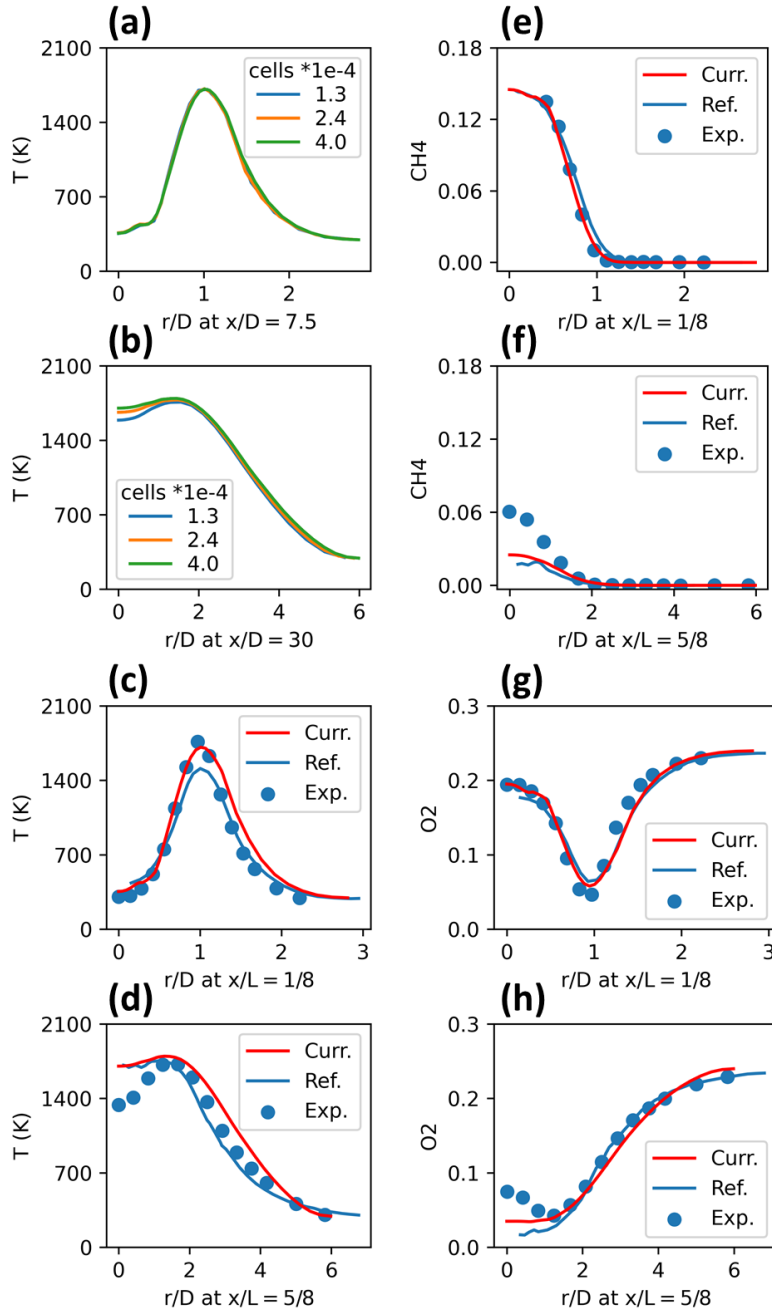 (a)
2100
1400
700
0
T (K)
cells *1e-4
1.3
2.4
4.0
0 1 2
r/D at x/D = 7.5
(e)
0.18
0.12
0.06
0.00
CH4
Curr.
Ref.
Exp.
0 1 2
r/D at x/L = 1/8
(b)
2100
1400
700
0
T (K)
cells *1e-4
1.3
2.4
4.0
0 2 4 6
r/D at x/D = 30
(f)
0.18
0.12
0.06
0.00
CH4
Curr.
Ref.
Exp.
0 2 4 6
r/D at x/L = 5/8
(c)
2100
1400
700
0
T (K)
Curr.
Ref.
Exp.
0 1 2 3
r/D at x/L = 1/8
(g)
0.3
0.2
0.1
0.0
O2
Curr.
Ref.
Exp.
0 1 2 3
r/D at x/L = 1/8
(d)
2100
1400
700
0
T (K)
Curr.
Ref.
Exp.
0 2 4 6
r/D at x/L = 5/8
(h)
0.3
0.2
0.1
0.0
O2
Curr.
Ref.
Exp.
0 2 4 6
r/D at x/L = 5/8